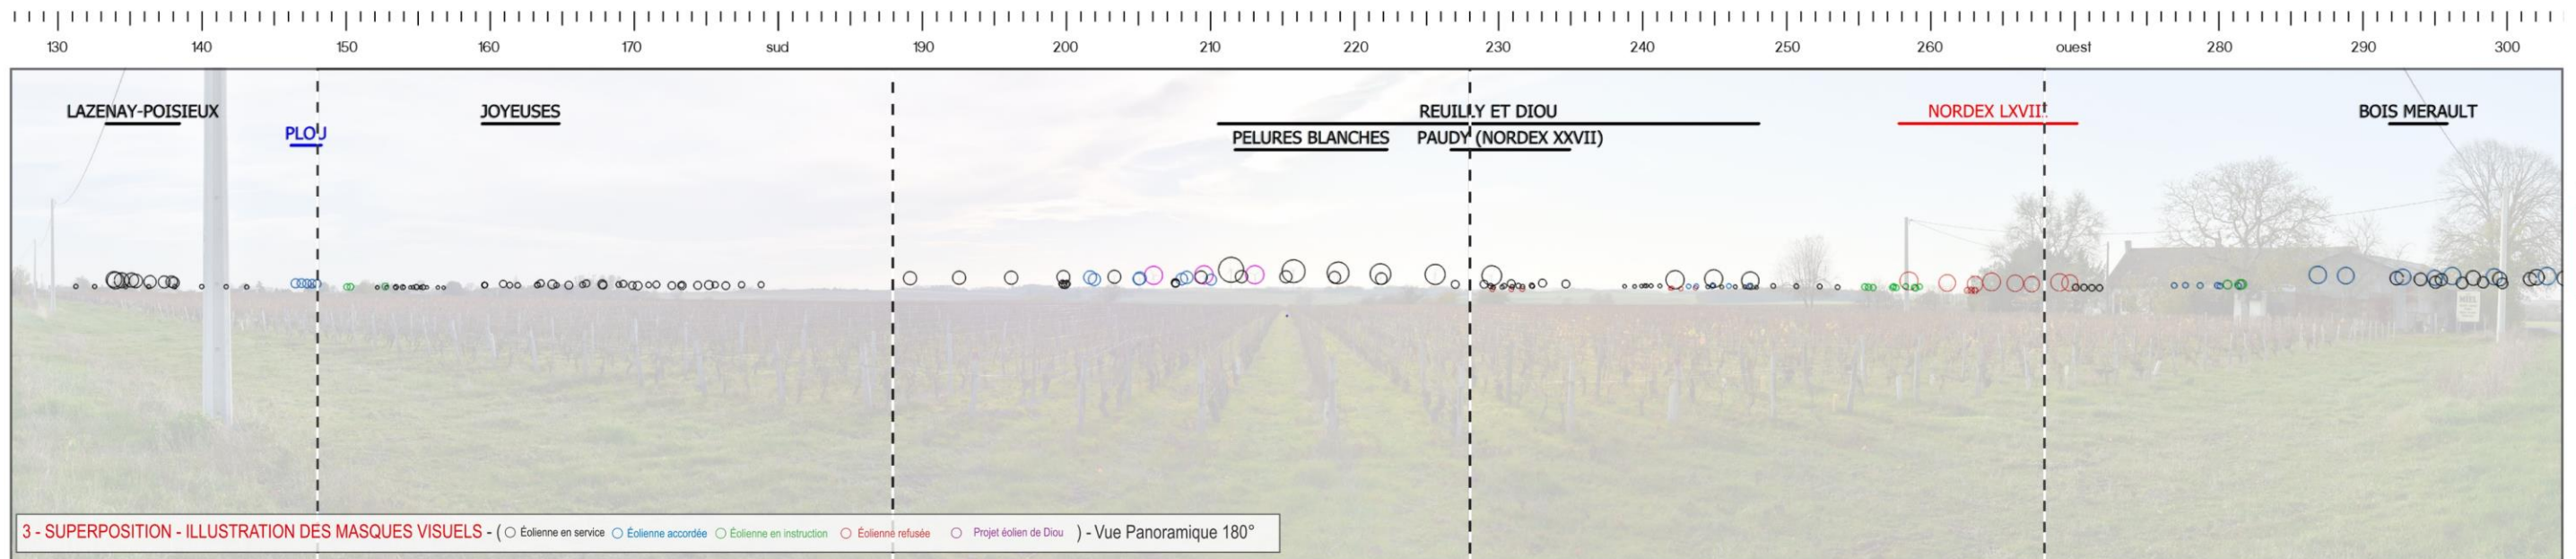 130 140 150 160 170 sud 190 200 210 220 230 240 250 260 ouest 280 290 300
LAZENAY-POISIEUX JOYEUSES REUILLY ET DIOU NORDEX LXVIII BOIS MERAULT
PLOU PELURES BLANCHES PAUDY (NORDEX XXVII)
3 - SUPERPOSITION - ILLUSTRATION DES MASQUES VISUELS - ( Éolienne en service Éolienne accordée Éolienne en instruction Éolienne refusée Projet éolien de Diou ) - Vue Panoramique 180°